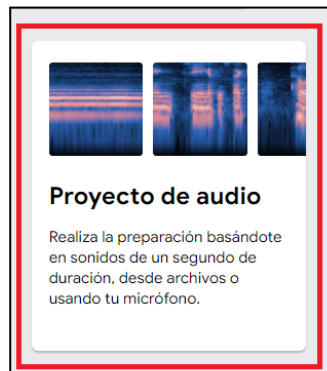 Proyecto de audio
Realiza la preparación basándote
en sonidos de un segundo de
duración, desde archivos o
usando tu micrófono.